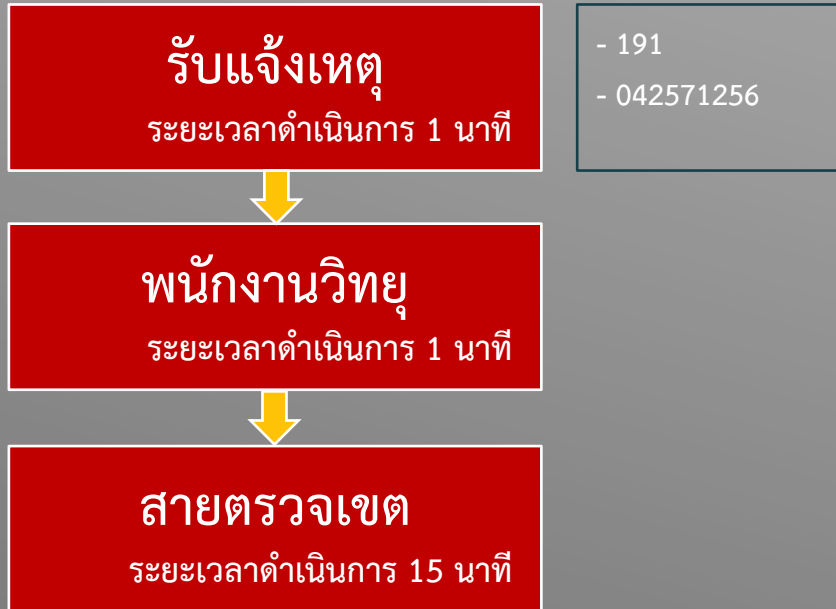 รับแจ้งเหตุ
ระยะเวลาดำเนินการ 1 นาที
- 191
- 042571256
พนักงานวิทยุ
ระยะเวลาดำเนินการ 1 นาที
สายตรวจเขต
ระยะเวลาดำเนินการ 15 นาที